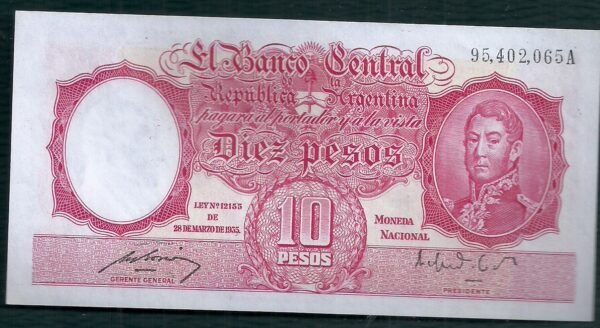 95,402,065A
El Banco Central
de la
República Argentina
pagará al portador y a la vista
Diez pesos
LEY Nº 12155
DE
28 DE MARZO DE 1935.
10
PESOS
MONEDA
NACIONAL
GERENTE GENERAL
PRESIDENTE